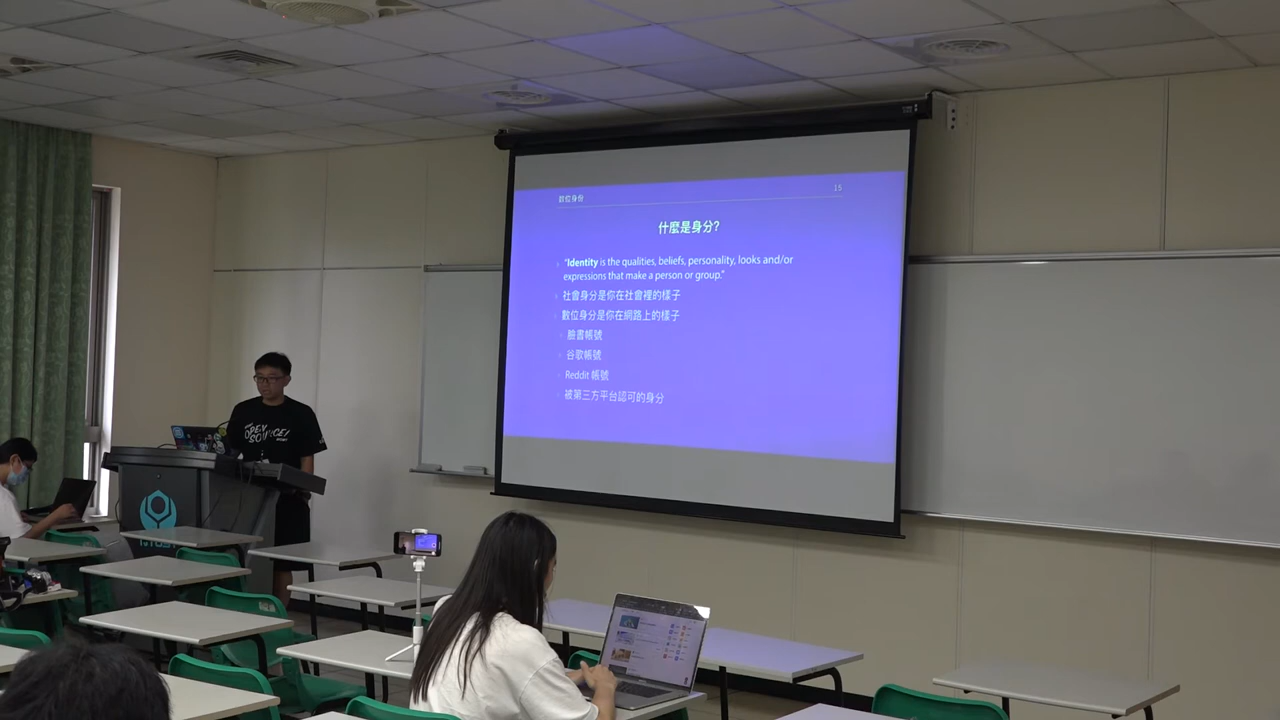 數位身份
15
什麼是身分?
"Identity is the qualities, beliefs, personality, looks and/or
expressions that make a person or group."
社會身分是你在社會裡的樣子
數位身分是你在網路上的樣子
臉書帳號
谷歌帳號
Reddit 帳號
被第三方平台認可的身分
OPEN
SOURCE!